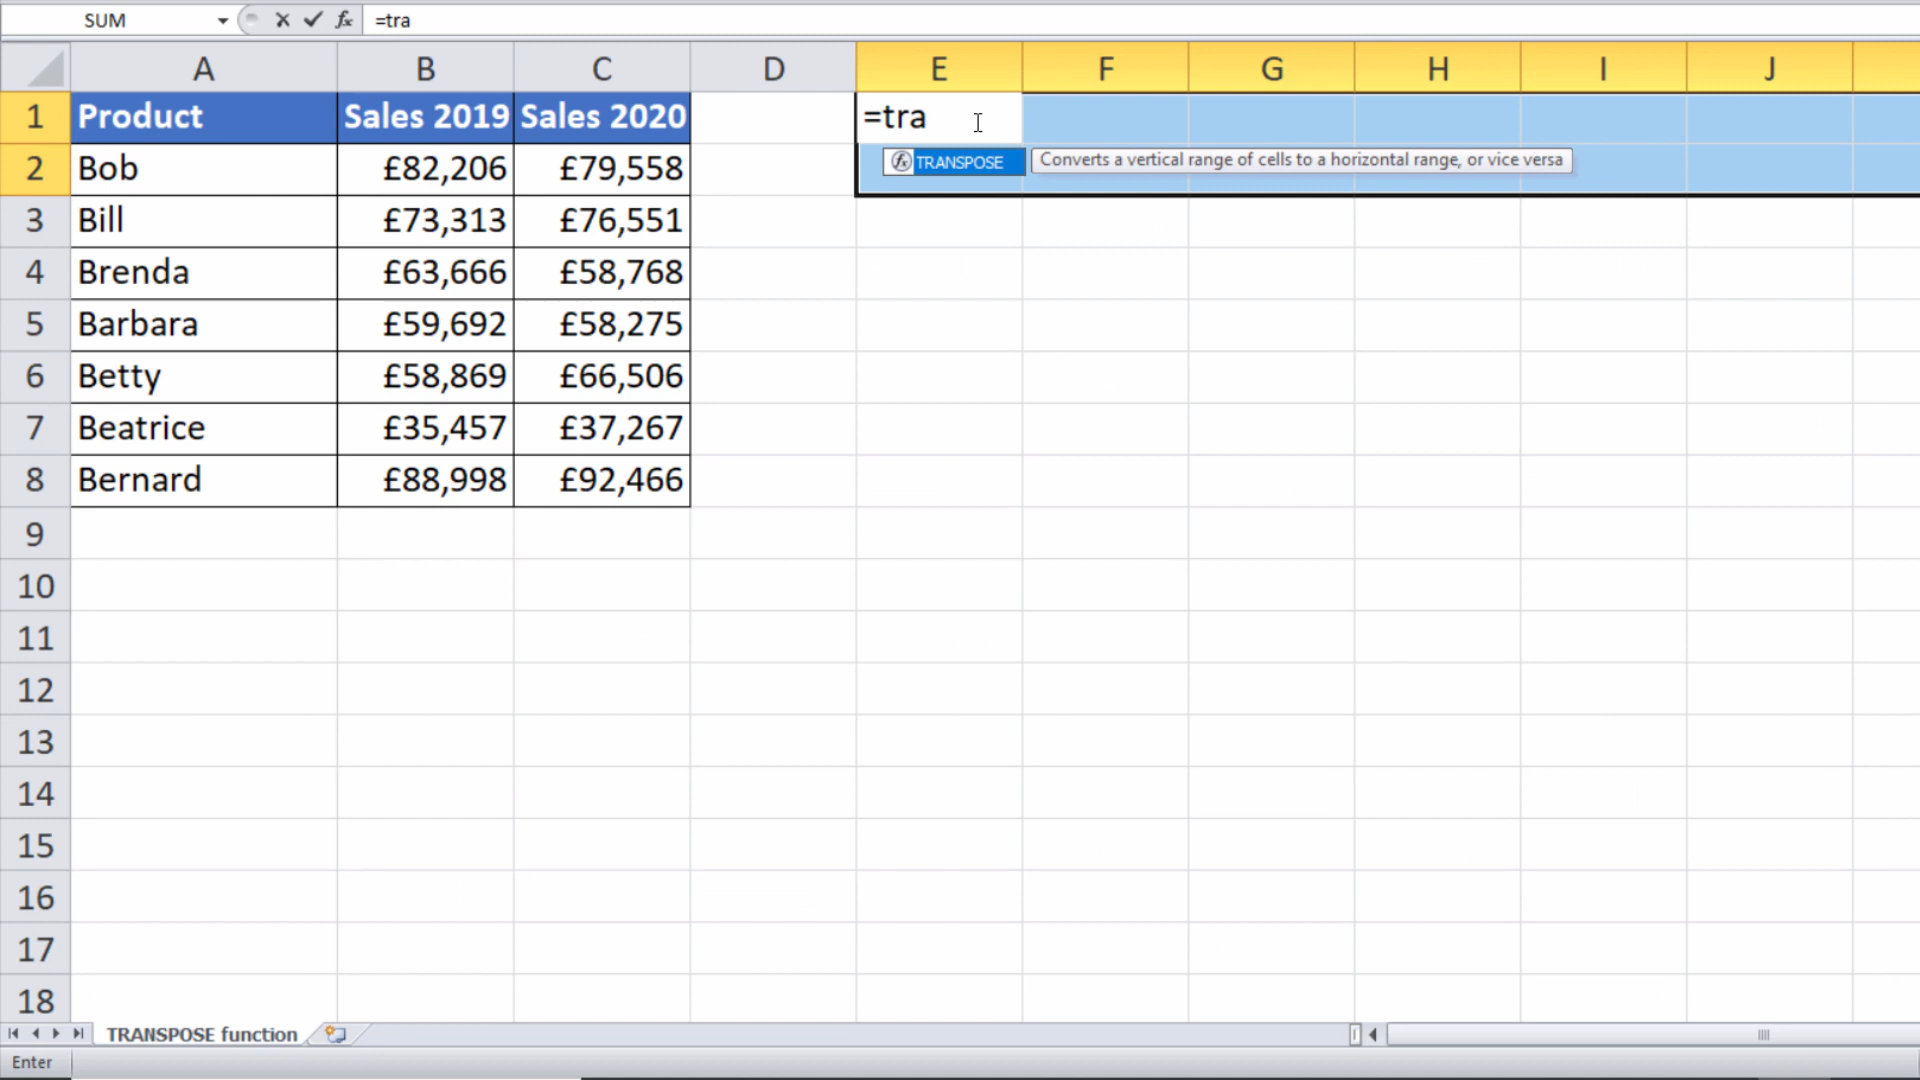 SUM =tra
A B C D E F G H I J
1 Product Sales 2019 Sales 2020 =tra
TRANSPOSE Converts a vertical range of cells to a horizontal range, or vice versa
2 Bob £82,206 £79,558
3 Bill £73,313 £76,551
4 Brenda £63,666 £58,768
5 Barbara £59,692 £58,275
6 Betty £58,869 £66,506
7 Beatrice £35,457 £37,267
8 Bernard £88,998 £92,466
9
10
11
12
13
14
15
16
17
18
TRANSPOSE function
Enter